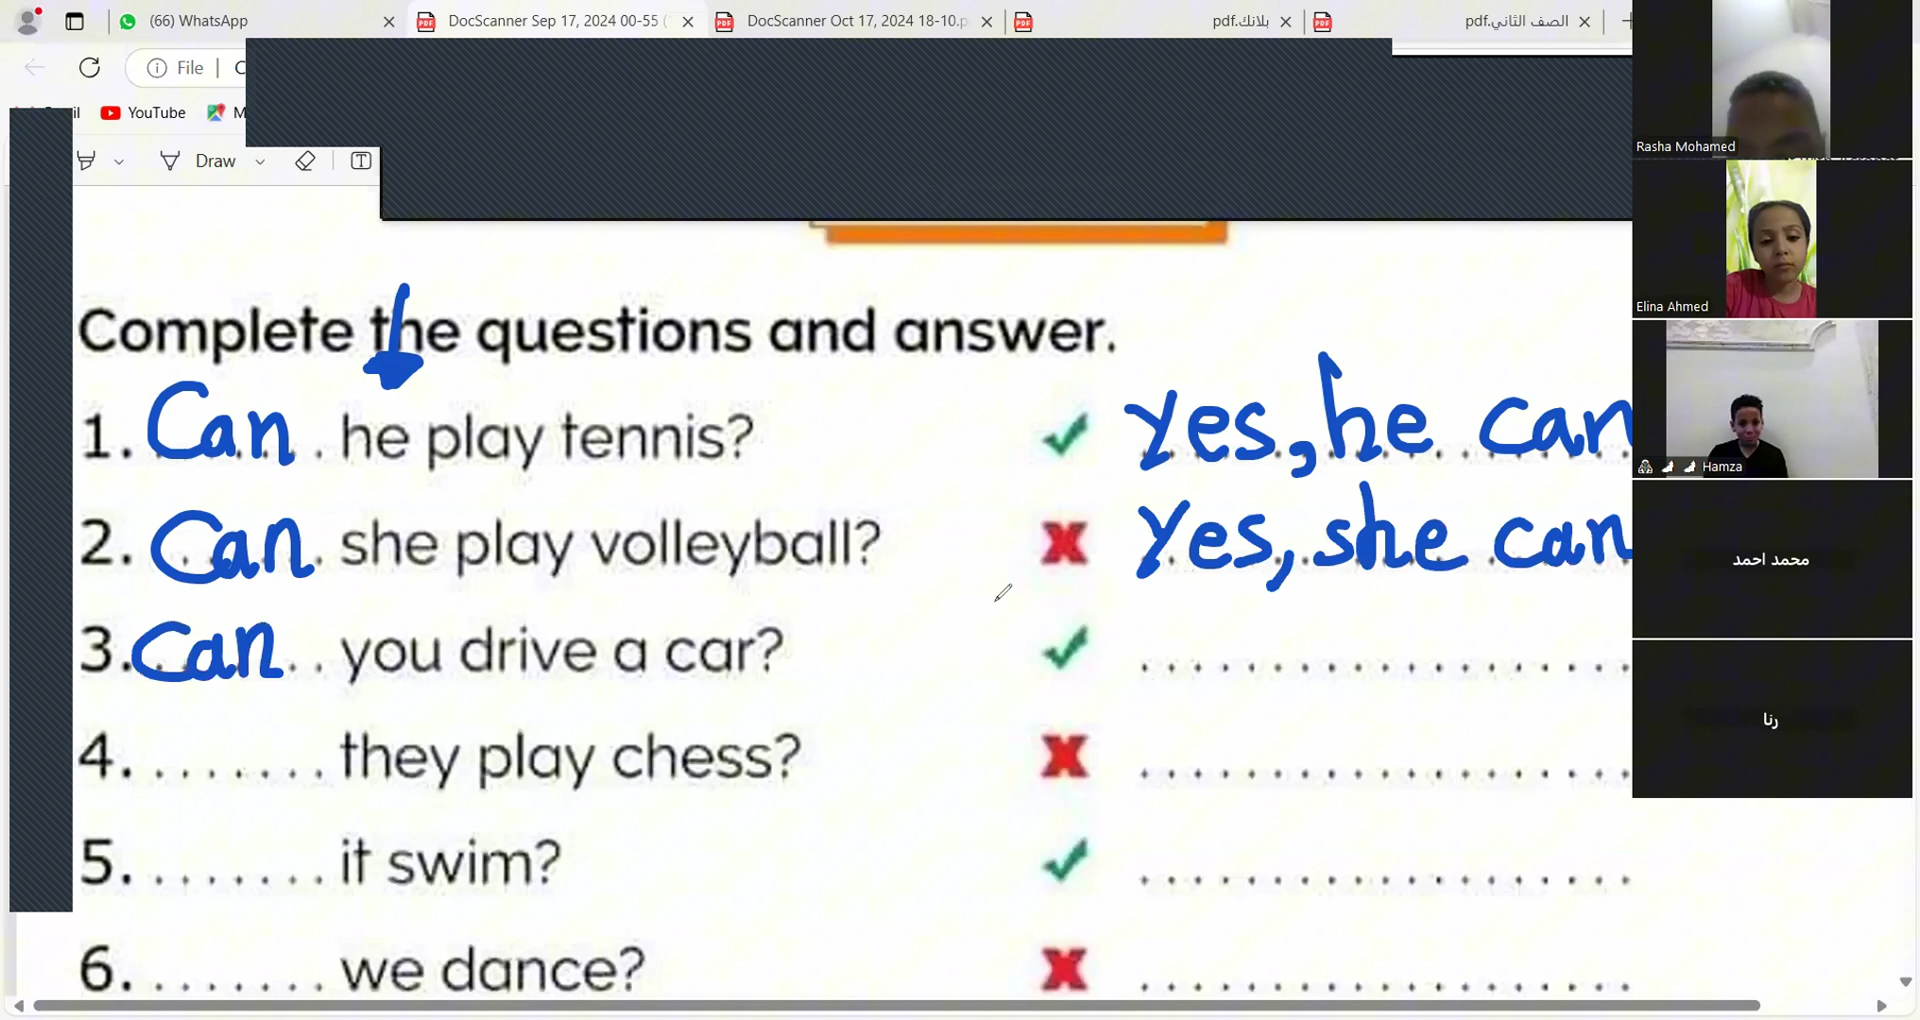 (66) WhatsApp
DocScanner Sep 17, 2024 00-55 (
DocScanner Oct 17, 2024 18-10.p
بلانك.pdf
الصف الثاني.pdf
File
YouTube
Draw
Rasha Mohamed
Elina Ahmed
Hamza
محمد احمد
رنا
Complete the questions and answer.
1. Can he play tennis? yes, he can
2. Can she play volleyball? yes, she can
3. Can you drive a car?
4. ........ they play chess?
5. ........ it swim?
6. ........ we dance?